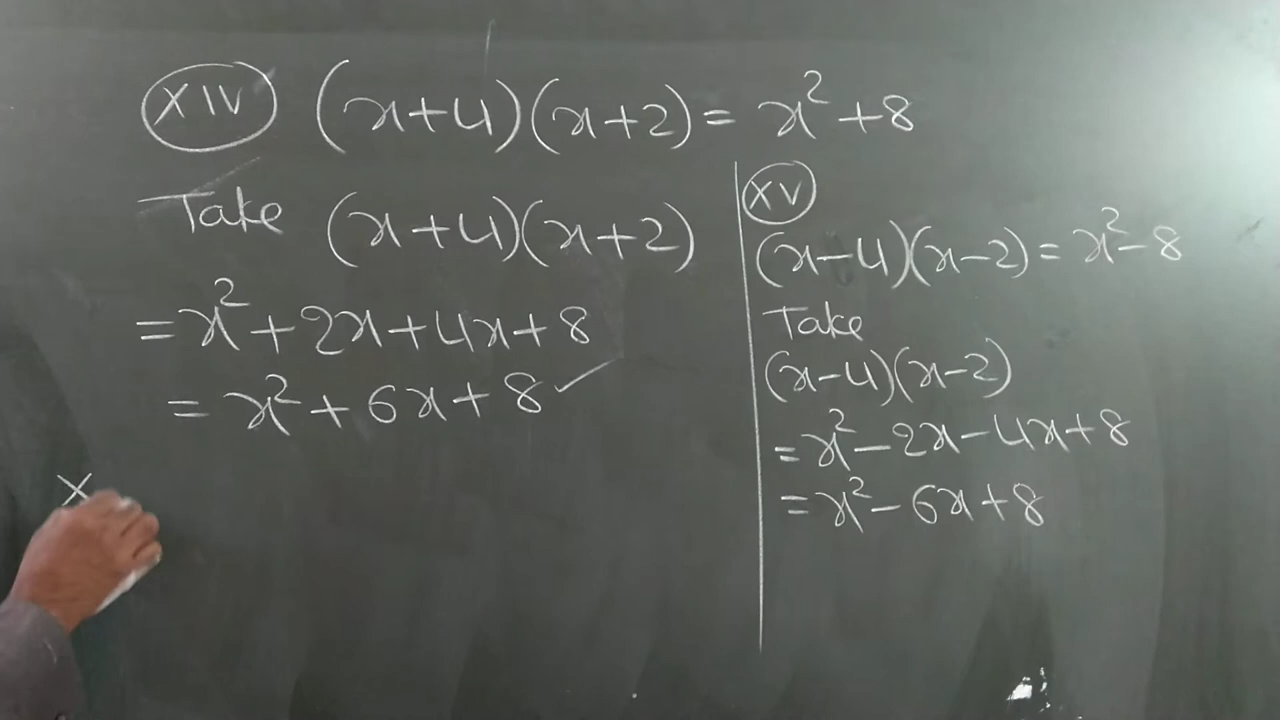 XIV (x+4)(x+2) = x²+8
Take (x+4)(x+2)
= x²+2x+4x+8
= x²+6x+8 ✓
X
XV
(x-4)(x-2) = x²-8
Take
(x-4)(x-2)
= x²-2x-4x+8
= x²-6x+8